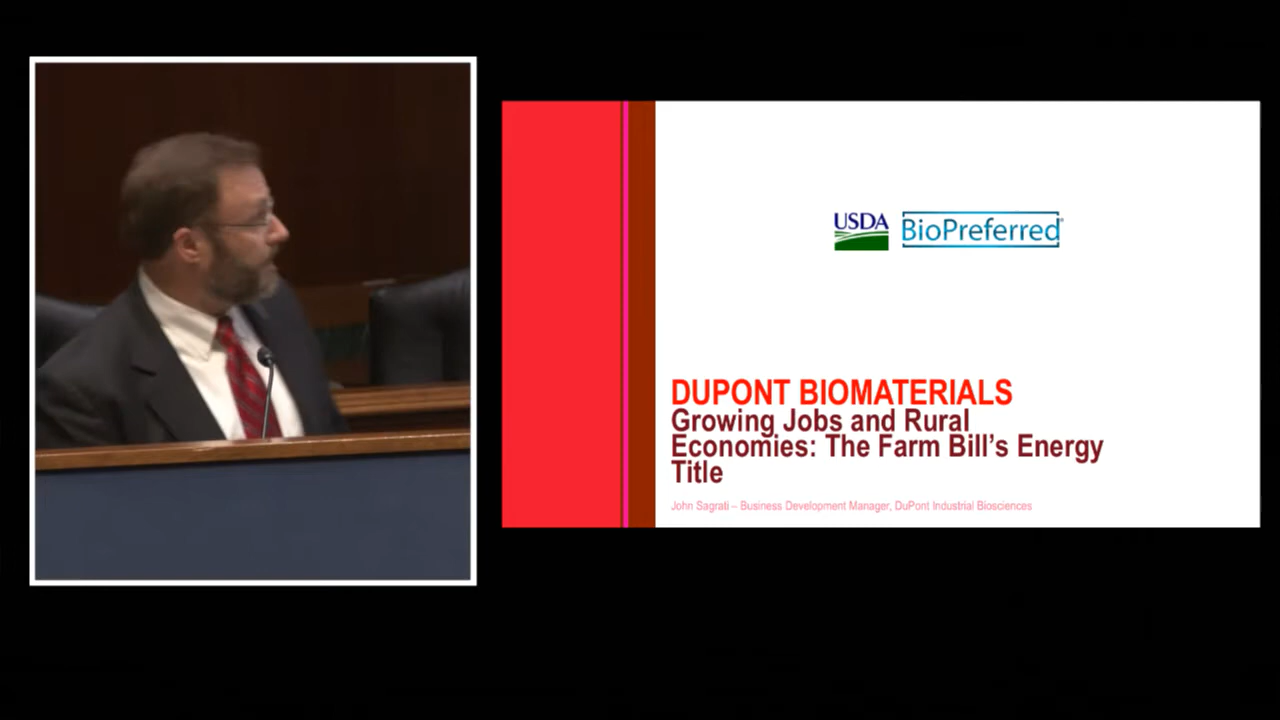 USDA BioPreferred®
DUPONT BIOMATERIALS
Growing Jobs and Rural
Economies: The Farm Bill’s Energy
Title
John Sagrati – Business Development Manager, DuPont Industrial Biosciences